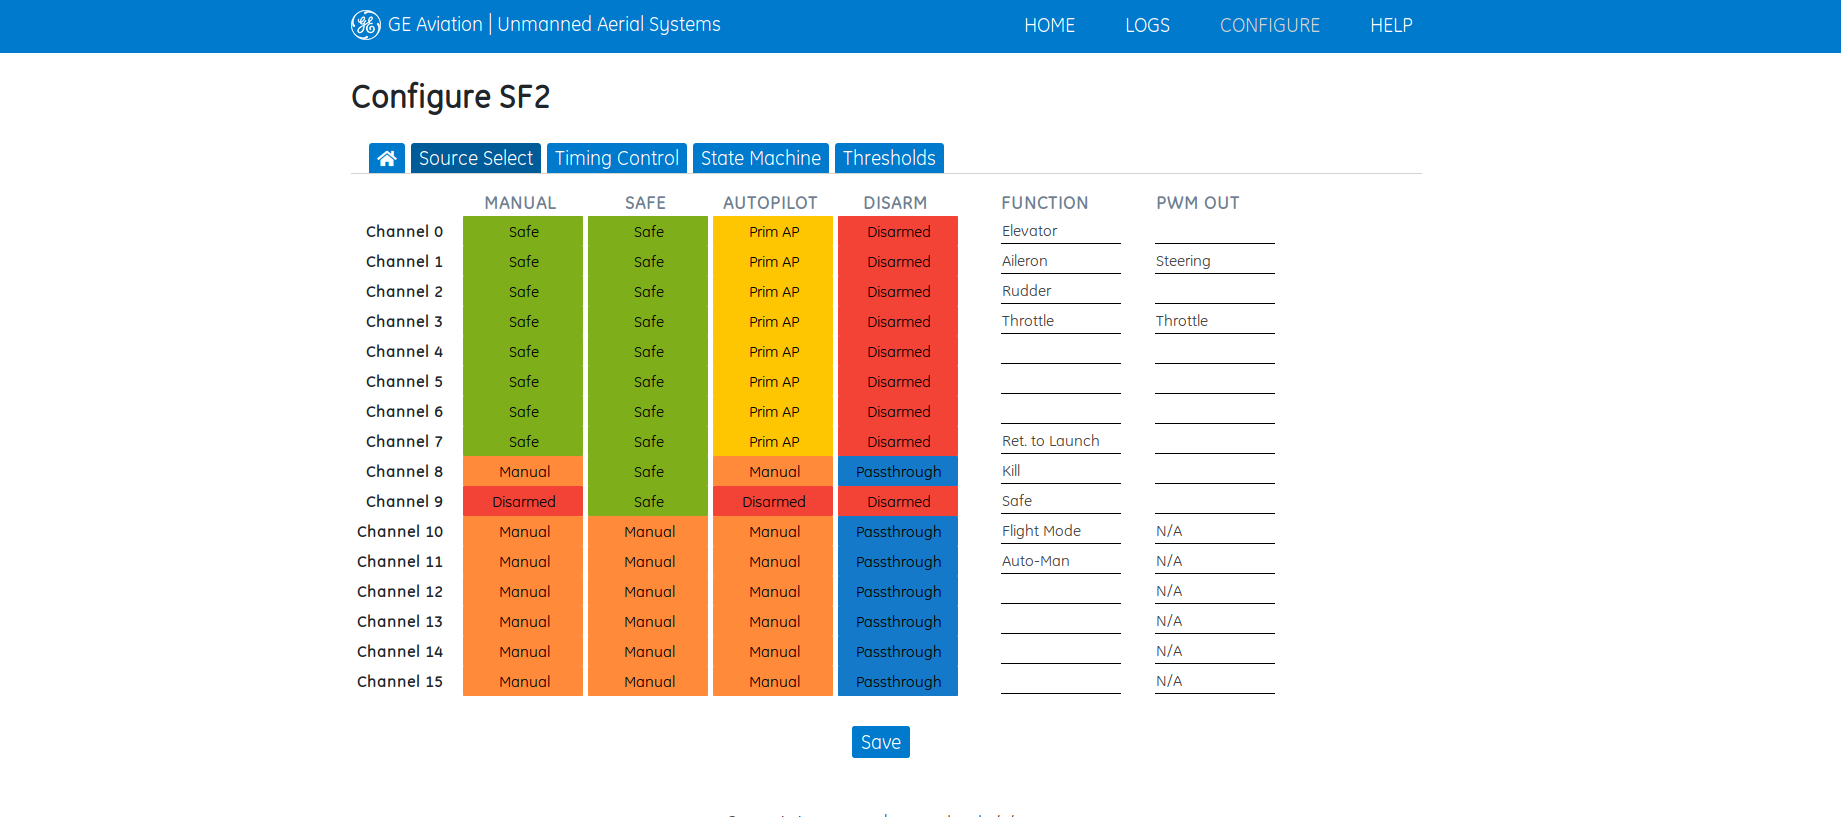 GE Aviation | Unmanned Aerial Systems HOME LOGS CONFIGURE HELP
Configure SF2
Source Select Timing Control State Machine Thresholds
MANUAL SAFE AUTOPILOT DISARM FUNCTION PWM OUT
Channel 0 Safe Safe Prim AP Disarmed Elevator
Channel 1 Safe Safe Prim AP Disarmed Aileron Steering
Channel 2 Safe Safe Prim AP Disarmed Rudder
Channel 3 Safe Safe Prim AP Disarmed Throttle Throttle
Channel 4 Safe Safe Prim AP Disarmed
Channel 5 Safe Safe Prim AP Disarmed
Channel 6 Safe Safe Prim AP Disarmed
Channel 7 Safe Safe Prim AP Disarmed Ret. to Launch
Channel 8 Manual Safe Manual Passthrough Kill
Channel 9 Disarmed Safe Disarmed Disarmed Safe
Channel 10 Manual Manual Manual Passthrough Flight Mode N/A
Channel 11 Manual Manual Manual Passthrough Auto-Man N/A
Channel 12 Manual Manual Manual Passthrough N/A
Channel 13 Manual Manual Manual Passthrough N/A
Channel 14 Manual Manual Manual Passthrough N/A
Channel 15 Manual Manual Manual Passthrough N/A
Save